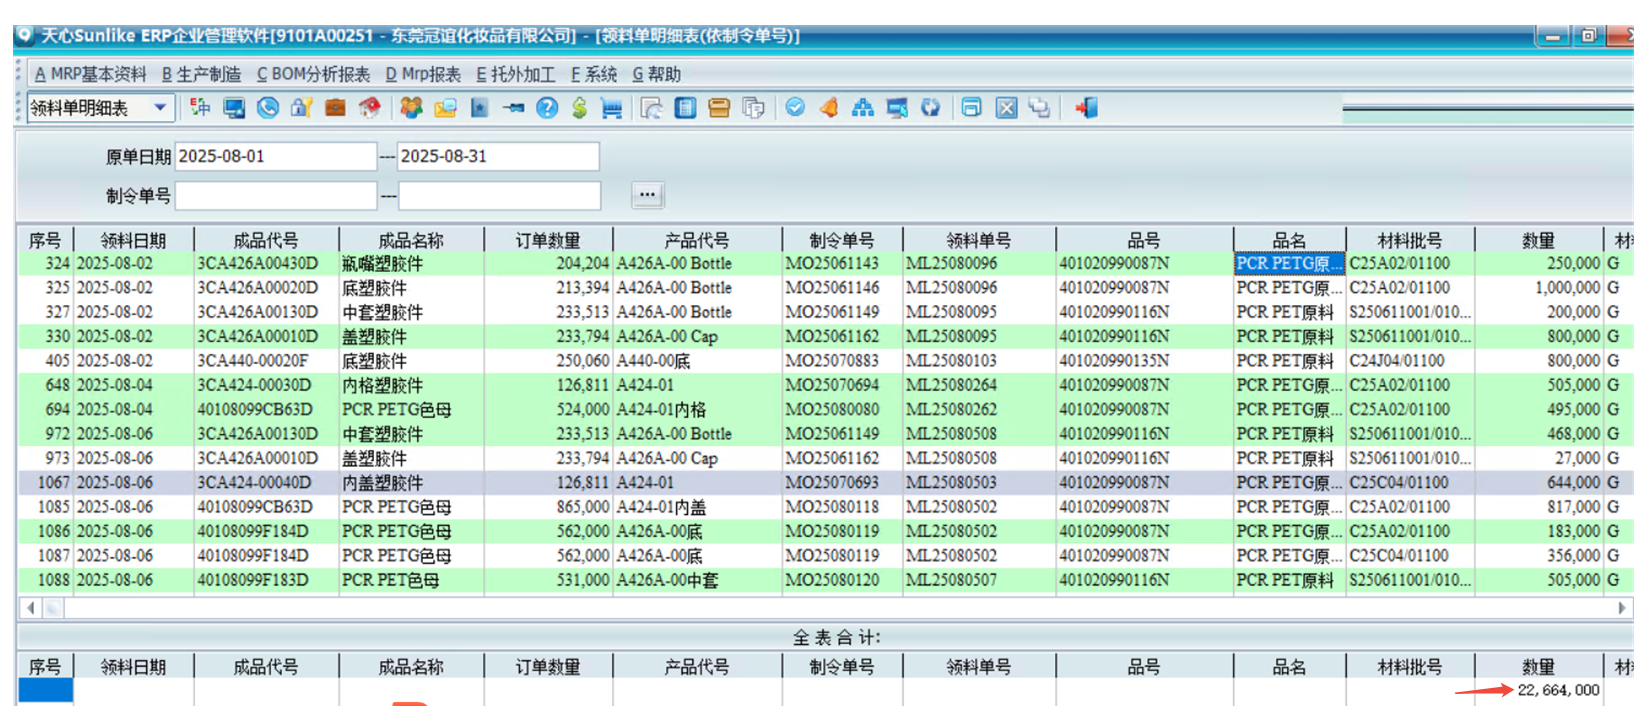 天心Sunlike ERP企业管理软件[9101A00251 - 东莞冠谊化妆品有限公司] - [领料单明细表(依制令单号)]
A MRP基本资料 B 生产制造 C BOM分析报表 D Mrp报表 E 托外加工 F 系统 G 帮助
领料单明细表
原单日期 2025-08-01 --- 2025-08-31
制令单号 --- ...
序号 领料日期 成品代号 成品名称 订单数量 产品代号 制令单号 领料单号 品号 品名 材料批号 数量 材
324 2025-08-02 3CA426A00430D 瓶嘴塑胶件 204,204 A426A-00 Bottle MO25061143 ML25080096 401020990087N PCR PETG原... C25A02/01100 250,000 G
325 2025-08-02 3CA426A00020D 底塑胶件 213,394 A426A-00 Bottle MO25061146 ML25080096 401020990087N PCR PETG原... C25A02/01100 1,000,000 G
327 2025-08-02 3CA426A00130D 中套塑胶件 233,513 A426A-00 Bottle MO25061149 ML25080095 401020990116N PCR PET原料 S250611001/010... 200,000 G
330 2025-08-02 3CA426A00010D 盖塑胶件 233,794 A426A-00 Cap MO25061162 ML25080095 401020990116N PCR PET原料 S250611001/010... 800,000 G
405 2025-08-02 3CA440-00020F 底塑胶件 250,060 A440-00底 MO25070883 ML25080103 401020990135N PCR PET原料 C24J04/01100 800,000 G
648 2025-08-04 3CA424-00030D 内格塑胶件 126,811 A424-01 MO25070694 ML25080264 401020990087N PCR PETG原... C25A02/01100 505,000 G
694 2025-08-04 40108099CB63D PCR PETG色母 524,000 A424-01内格 MO25080080 ML25080262 401020990087N PCR PETG原... C25A02/01100 495,000 G
972 2025-08-06 3CA426A00130D 中套塑胶件 233,513 A426A-00 Bottle MO25061149 ML25080508 401020990116N PCR PET原料 S250611001/010... 468,000 G
973 2025-08-06 3CA426A00010D 盖塑胶件 233,794 A426A-00 Cap MO25061162 ML25080508 401020990116N PCR PET原料 S250611001/010... 27,000 G
1067 2025-08-06 3CA424-00040D 内盖塑胶件 126,811 A424-01 MO25070693 ML25080503 401020990087N PCR PETG原... C25C04/01100 644,000 G
1085 2025-08-06 40108099CB63D PCR PETG色母 865,000 A424-01内盖 MO25080118 ML25080502 401020990087N PCR PETG原... C25A02/01100 817,000 G
1086 2025-08-06 40108099F184D PCR PETG色母 562,000 A426A-00底 MO25080119 ML25080502 401020990087N PCR PETG原... C25A02/01100 183,000 G
1087 2025-08-06 40108099F184D PCR PETG色母 562,000 A426A-00底 MO25080119 ML25080502 401020990087N PCR PETG原... C25C04/01100 356,000 G
1088 2025-08-06 40108099F183D PCR PET色母 531,000 A426A-00中套 MO25080120 ML25080507 401020990116N PCR PET原料 S250611001/010... 505,000 G
全表合计:
序号 领料日期 成品代号 成品名称 订单数量 产品代号 制令单号 领料单号 品号 品名 材料批号 数量 材
22,664,000